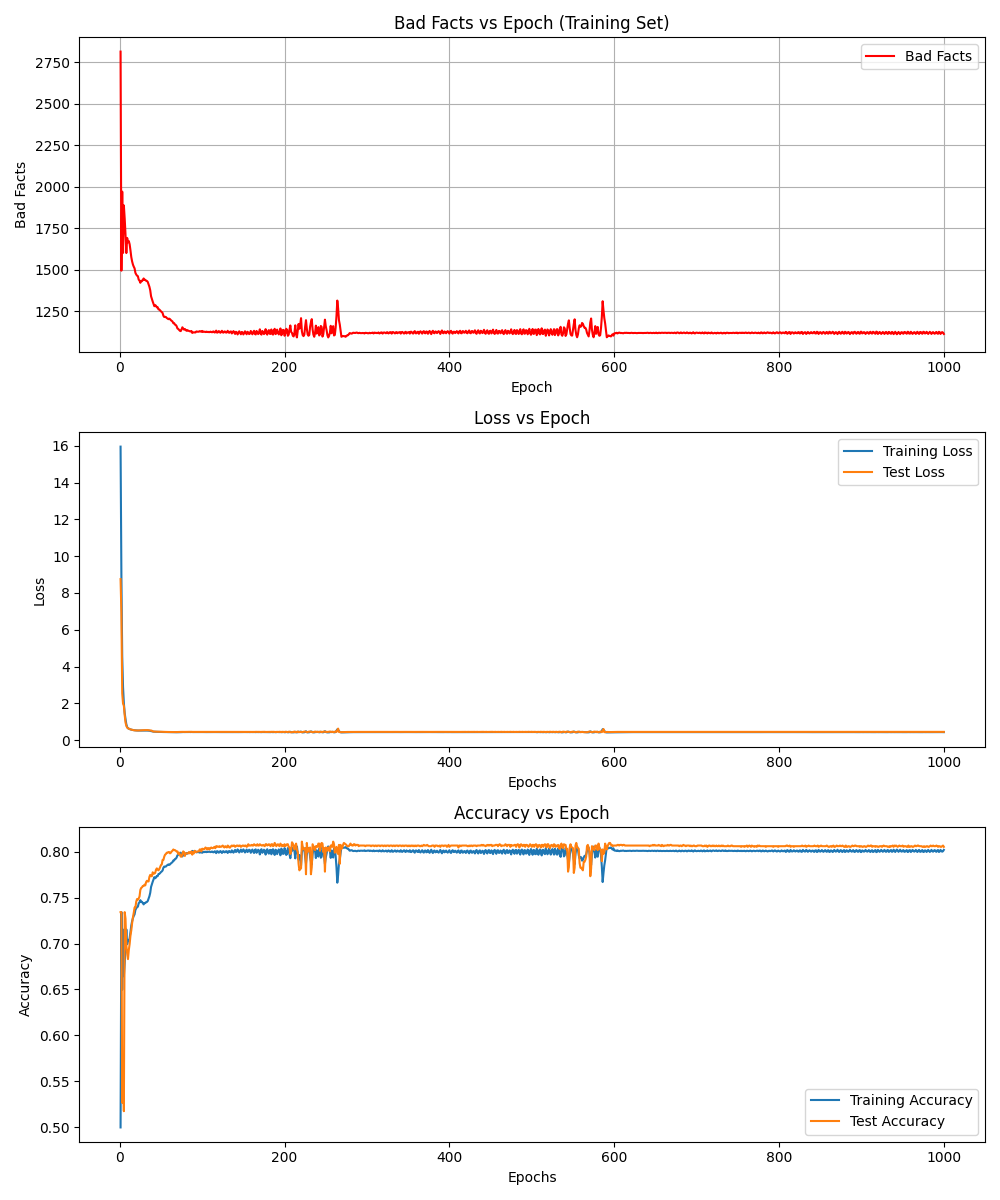 Bad Facts vs Epoch (Training Set)
Bad Facts
2750
2500
2250
2000
1750
1500
1250
Bad Facts
0 200 400 600 800 1000
Epoch
Loss vs Epoch
Training Loss
Test Loss
16
14
12
10
8
6
4
2
0
Loss
0 200 400 600 800 1000
Epochs
Accuracy vs Epoch
0.80
0.75
0.70
0.65
0.60
0.55
0.50
Accuracy
Training Accuracy
Test Accuracy
0 200 400 600 800 1000
Epochs